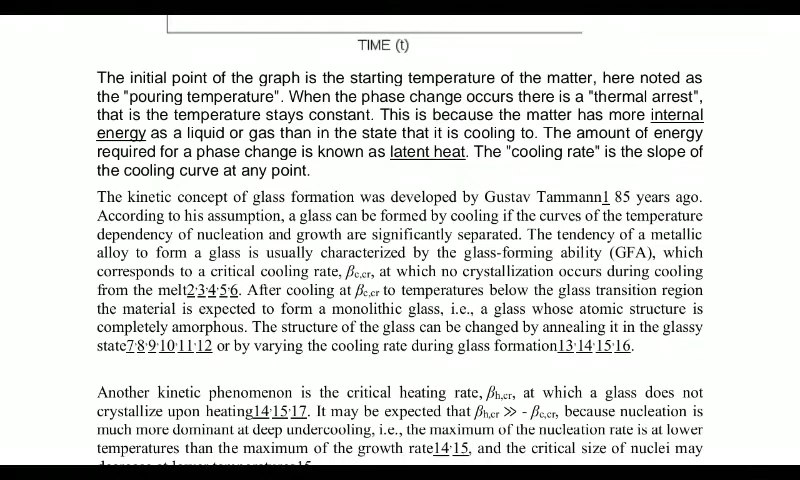 TIME (t)
The initial point of the graph is the starting temperature of the matter, here noted as
the "pouring temperature". When the phase change occurs there is a "thermal arrest",
that is the temperature stays constant. This is because the matter has more internal
energy as a liquid or gas than in the state that it is cooling to. The amount of energy
required for a phase change is known as latent heat. The "cooling rate" is the slope of
the cooling curve at any point.
The kinetic concept of glass formation was developed by Gustav Tammann1 85 years ago.
According to his assumption, a glass can be formed by cooling if the curves of the temperature
dependency of nucleation and growth are significantly separated. The tendency of a metallic
alloy to form a glass is usually characterized by the glass-forming ability (GFA), which
corresponds to a critical cooling rate, βc,cr, at which no crystallization occurs during cooling
from the melt2,3,4,5,6. After cooling at βc,cr to temperatures below the glass transition region
the material is expected to form a monolithic glass, i.e., a glass whose atomic structure is
completely amorphous. The structure of the glass can be changed by annealing it in the glassy
state7,8,9,10,11,12 or by varying the cooling rate during glass formation13,14,15,16.
Another kinetic phenomenon is the critical heating rate, βh,cr, at which a glass does not
crystallize upon heating14,15,17. It may be expected that βh,cr ≫ - βc,cr, because nucleation is
much more dominant at deep undercooling, i.e., the maximum of the nucleation rate is at lower
temperatures than the maximum of the growth rate14,15, and the critical size of nuclei may